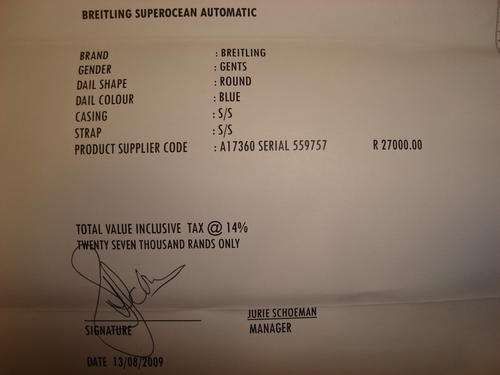 BREITLING SUPEROCEAN AUTOMATIC
BRAND : BREITLING
GENDER : GENTS
DAIL SHAPE : ROUND
DAIL COLOUR : BLUE
CASING : S/S
STRAP : S/S
PRODUCT SUPPLIER CODE : A17360 SERIAL 559757 R 27000.00
TOTAL VALUE INCLUSIVE TAX @ 14%
TWENTY SEVEN THOUSAND RANDS ONLY
SIGNATURE
JURIE SCHOEMAN
MANAGER
DATE 13/08/2009